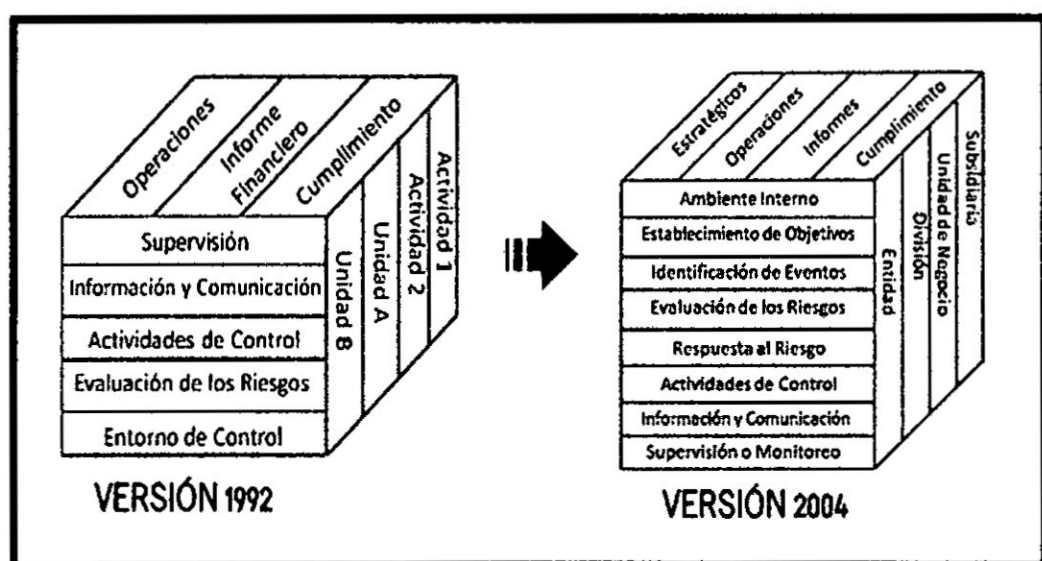 Operaciones
Informe
Financiero
Cumplimiento
Supervisión
Información y Comunicación
Actividades de Control
Evaluación de los Riesgos
Entorno de Control
Unidad B
Unidad A
Actividad 2
Actividad 1
VERSIÓN 1992
Estratégicos
Operaciones
Informes
Cumplimiento
Ambiente Interno
Establecimiento de Objetivos
Identificación de Eventos
Evaluación de los Riesgos
Respuesta al Riesgo
Actividades de Control
Información y Comunicación
Supervisión o Monitoreo
Entidad
División
Unidad de Negocio
Subsidiaria
VERSIÓN 2004